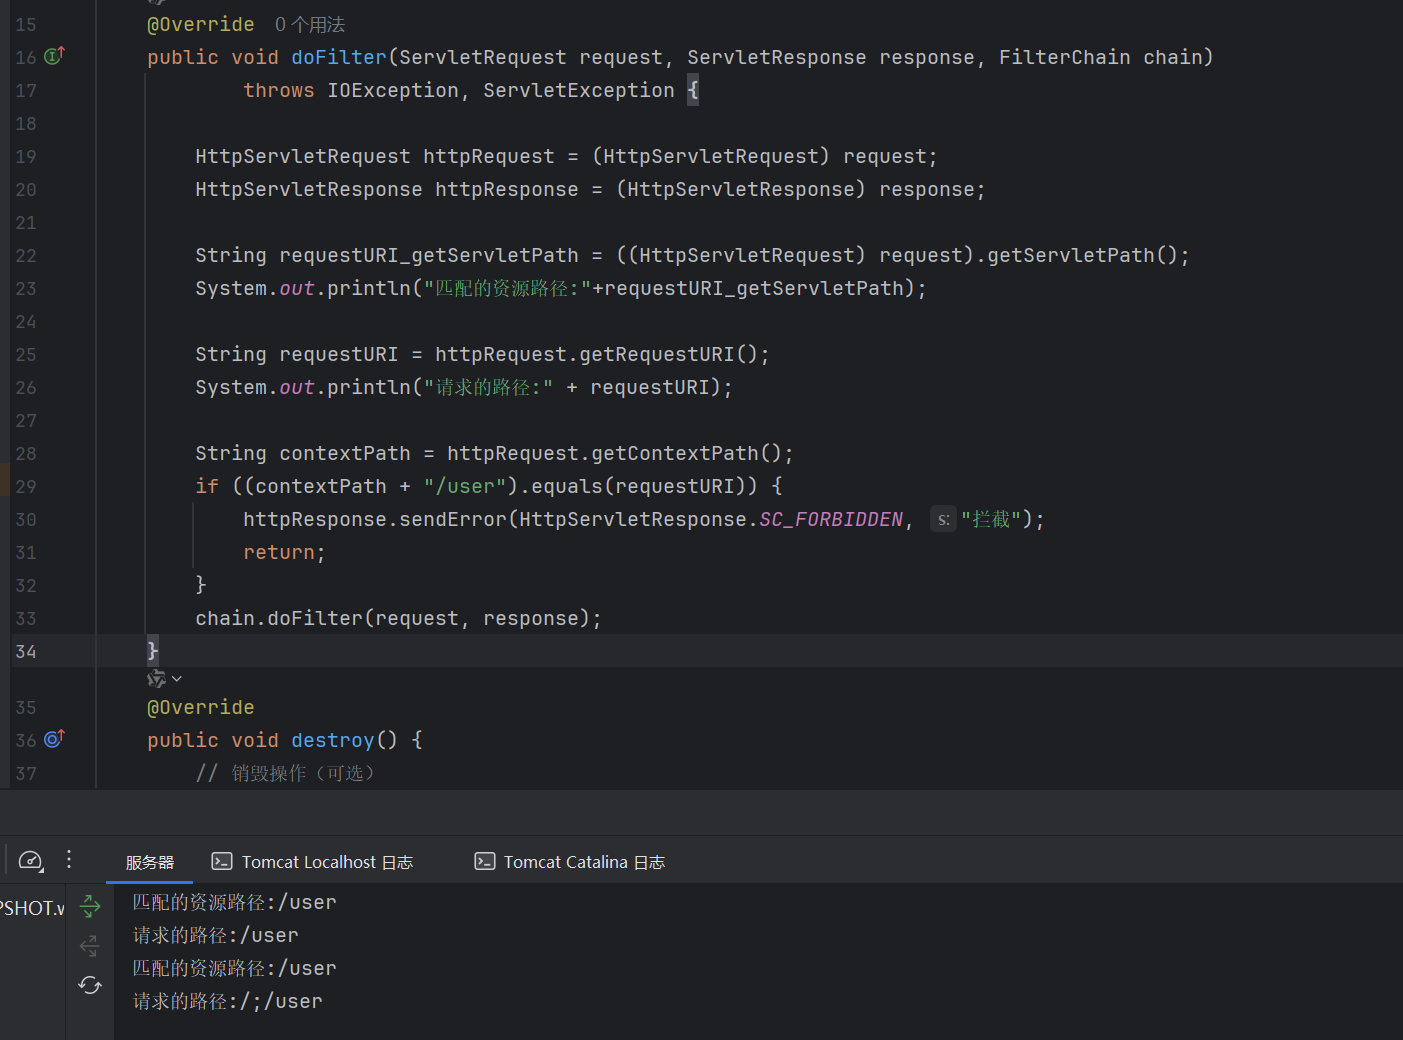 15 @Override 0个用法
16 public void doFilter(ServletRequest request, ServletResponse response, FilterChain chain)
17 throws IOException, ServletException {
18
19 HttpServletRequest httpRequest = (HttpServletRequest) request;
20 HttpServletResponse httpResponse = (HttpServletResponse) response;
21
22 String requestURI_getServletPath = ((HttpServletRequest) request).getServletPath();
23 System.out.println("匹配的资源路径:"+requestURI_getServletPath);
24
25 String requestURI = httpRequest.getRequestURI();
26 System.out.println("请求的路径:" + requestURI);
27
28 String contextPath = httpRequest.getContextPath();
29 if ((contextPath + "/user").equals(requestURI)) {
30 httpResponse.sendError(HttpServletResponse.SC_FORBIDDEN, s: "拦截");
31 return;
32 }
33 chain.doFilter(request, response);
34 }
35 @Override
36 public void destroy() {
37 // 销毁操作（可选）
服务器 Tomcat Localhost 日志 Tomcat Catalina 日志
PSHOT.w
匹配的资源路径:/user
请求的路径:/user
匹配的资源路径:/user
请求的路径:/;/user